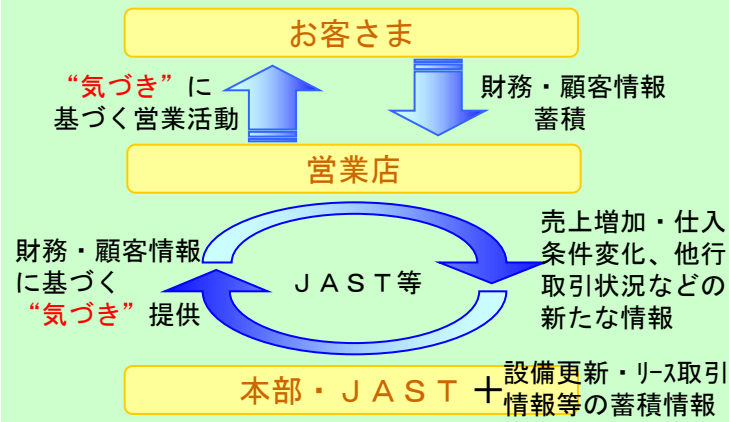 お客さま
“気づき”に
基づく営業活動
財務・顧客情報
蓄積
営業店
財務・顧客情報
に基づく
“気づき”提供
ＪＡＳＴ等
売上増加・仕入
条件変化、他行
取引状況などの
新たな情報
本部・ＪＡＳＴ
＋
設備更新・ﾘｰｽ取引
情報等の蓄積情報